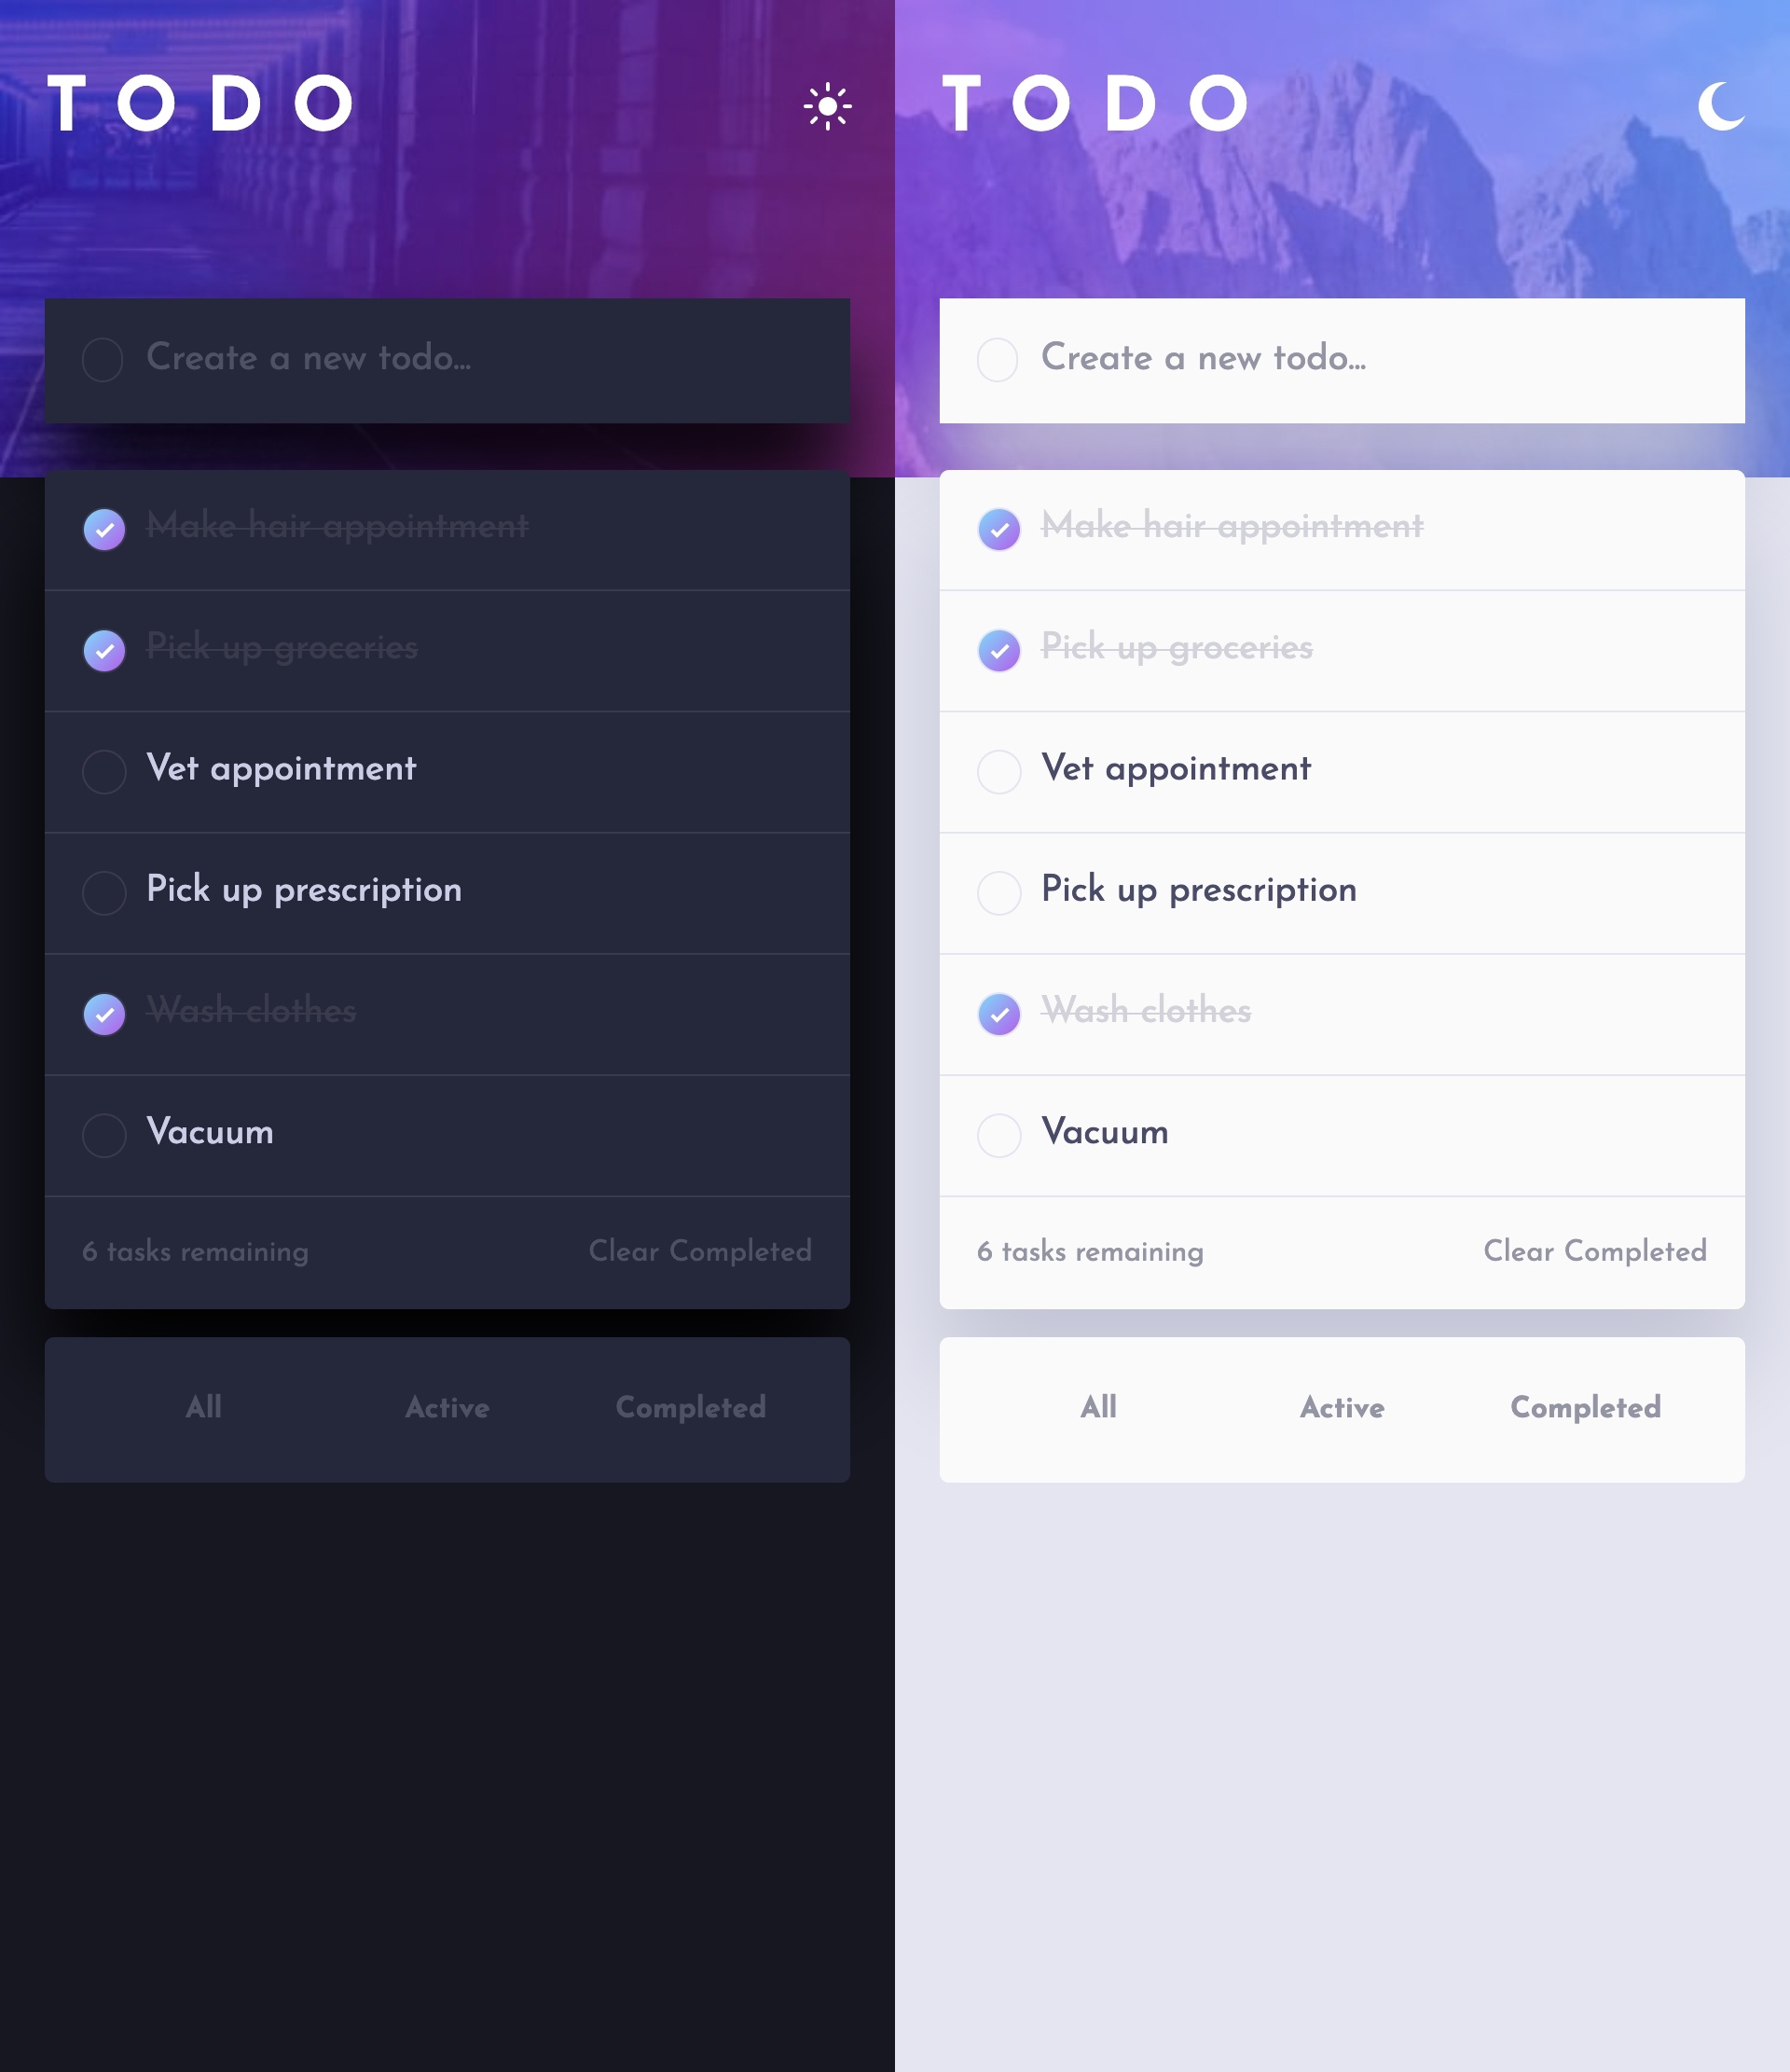 TODO
Create a new todo...
Make hair appointment
Pick up groceries
Vet appointment
Pick up prescription
Wash clothes
Vacuum
6 tasks remaining Clear Completed
All Active Completed
TODO
Create a new todo...
Make hair appointment
Pick up groceries
Vet appointment
Pick up prescription
Wash clothes
Vacuum
6 tasks remaining Clear Completed
All Active Completed